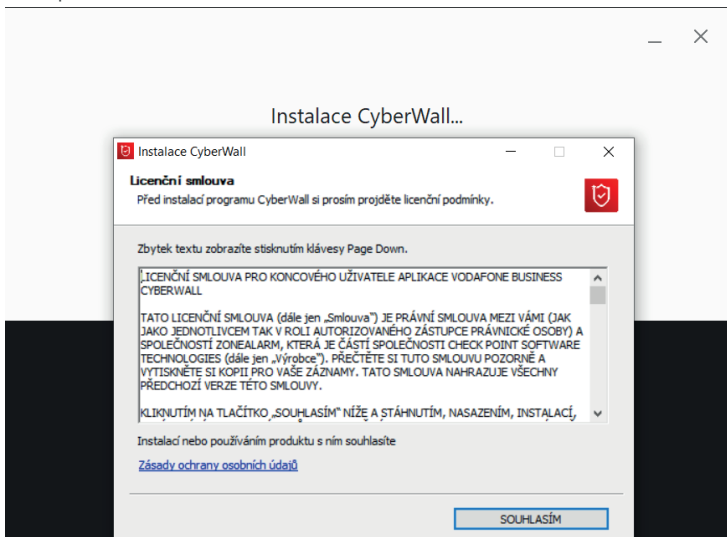 Instalace CyberWall...
Instalace CyberWall
Licenční smlouva
Před instalací programu CyberWall si prosím projděte licenční podmínky.
Zbytek textu zobrazíte stisknutím klávesy Page Down.
LICENČNÍ SMLOUVA PRO KONCOVÉHO UŽIVATELE APLIKACE VODAFONE BUSINESS
CYBERWALL
TATO LICENČNÍ SMLOUVA (dále jen „Smlouva“) JE PRÁVNÍ SMLOUVA MEZI VÁMI (JAK
JAKO JEDNOTLIVCEM TAK V ROLI AUTORIZOVANÉHO ZÁSTUPCE PRÁVNICKÉ OSOBY) A
SPOLEČNOSTÍ ZONEALARM, KTERÁ JE ČÁSTÍ SPOLEČNOSTI CHECK POINT SOFTWARE
TECHNOLOGIES (dále jen „Výrobce“). PŘEČTĚTE SI TUTO SMLOUVU POZORNĚ A
VYTISKNĚTE SI KOPII PRO VAŠE ZÁZNAMY. TATO SMLOUVA NAHRAZUJE VŠECHNY
PŘEDCHOZÍ VERZE TÉTO SMLOUVY.
KLIKNUTÍM NA TLAČÍTKO „SOUHLASÍM“ NÍŽE A STÁHNUTÍM, NASAZENÍM, INSTALACÍ,
Instalací nebo používáním produktu s ním souhlasíte
Zásady ochrany osobních údajů
SOUHLASÍM